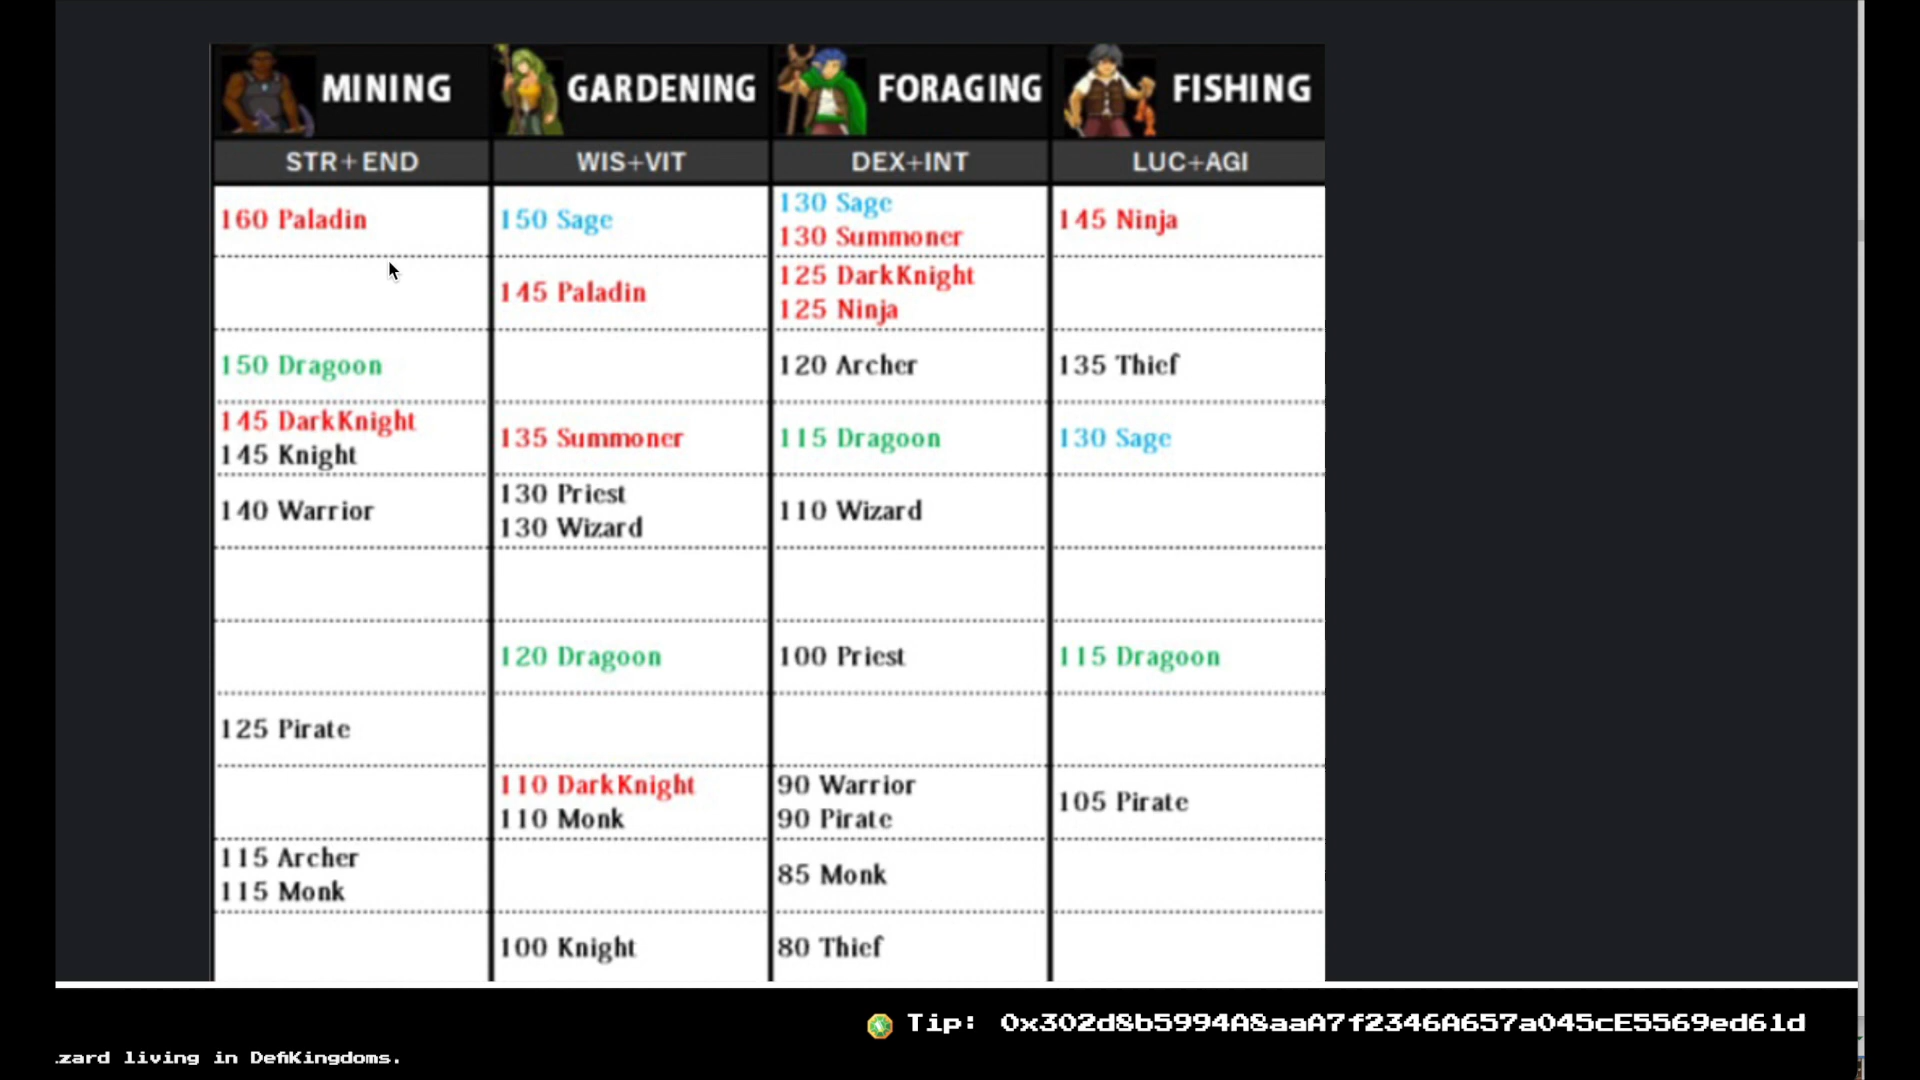 MINING GARDENING FORAGING FISHING
STR+END WIS+VIT DEX+INT LUC+AGI
160 Paladin
150 Sage
130 Sage
130 Summoner
145 Ninja
145 Paladin
125 DarkKnight
125 Ninja
150 Dragoon
120 Archer
135 Thief
145 DarkKnight
145 Knight
135 Summoner
115 Dragoon
130 Sage
140 Warrior
130 Priest
130 Wizard
110 Wizard
120 Dragoon
100 Priest
115 Dragoon
125 Pirate
110 DarkKnight
110 Monk
90 Warrior
90 Pirate
105 Pirate
115 Archer
115 Monk
85 Monk
100 Knight
80 Thief
Tip: 0x302d8b5994A8aaA7f2346A657a045cE5569ed61d
.zard living in DefiKingdoms.